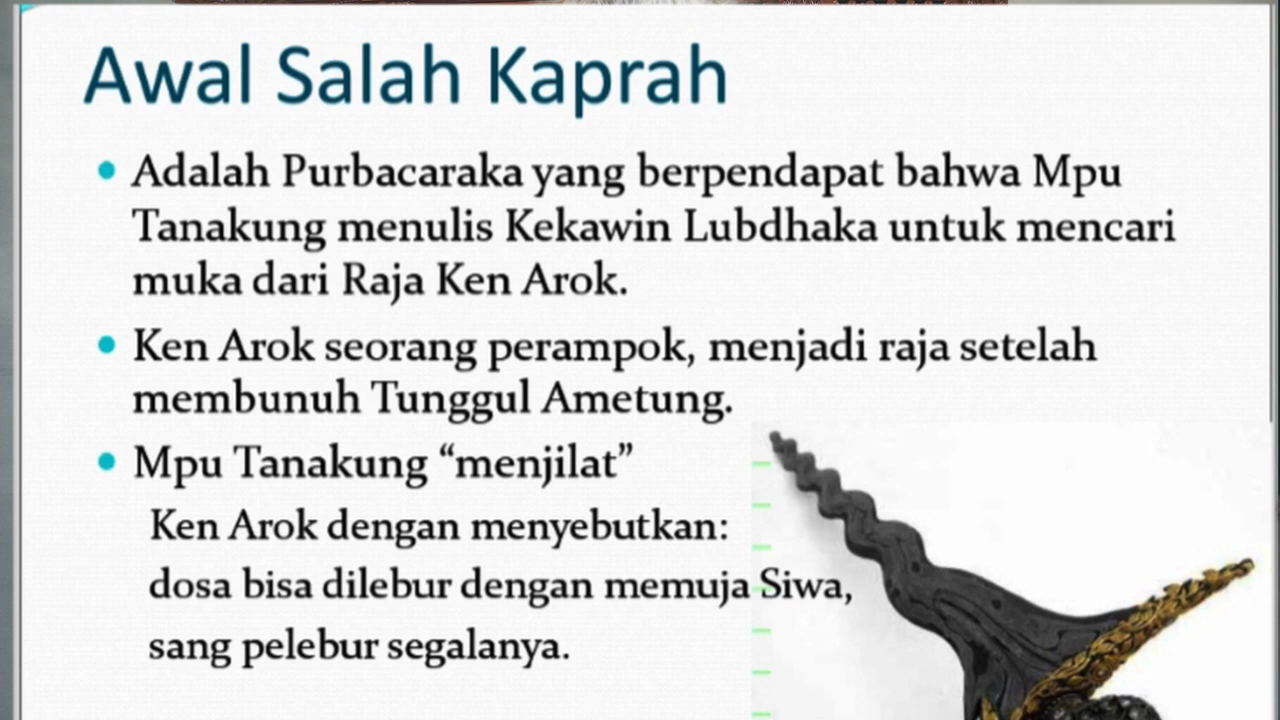 Awal Salah Kaprah
• Adalah Purbacaraka yang berpendapat bahwa Mpu
Tanakung menulis Kekawin Lubdhaka untuk mencari
muka dari Raja Ken Arok.
• Ken Arok seorang perampok, menjadi raja setelah
membunuh Tunggul Ametung.
• Mpu Tanakung “menjilat”
Ken Arok dengan menyebutkan:
dosa bisa dilebur dengan memuja Siwa,
sang pelebur segalanya.